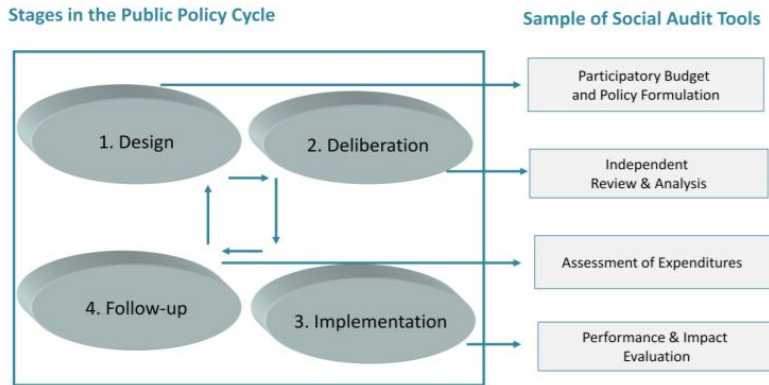 Stages in the Public Policy Cycle
Sample of Social Audit Tools
1. Design
2. Deliberation
4. Follow-up
3. Implementation
Participatory Budget
and Policy Formulation
Independent
Review & Analysis
Assessment of Expenditures
Performance & Impact
Evaluation